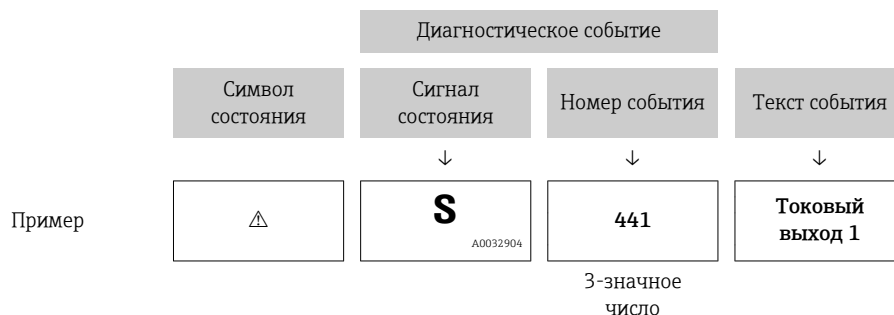 Диагностическое событие
Символ
состояния
Сигнал
состояния
Номер события
Текст события
↓ ↓ ↓
Пример
⚠
S
A0032904
441
Токовый
выход 1
3-значное
число